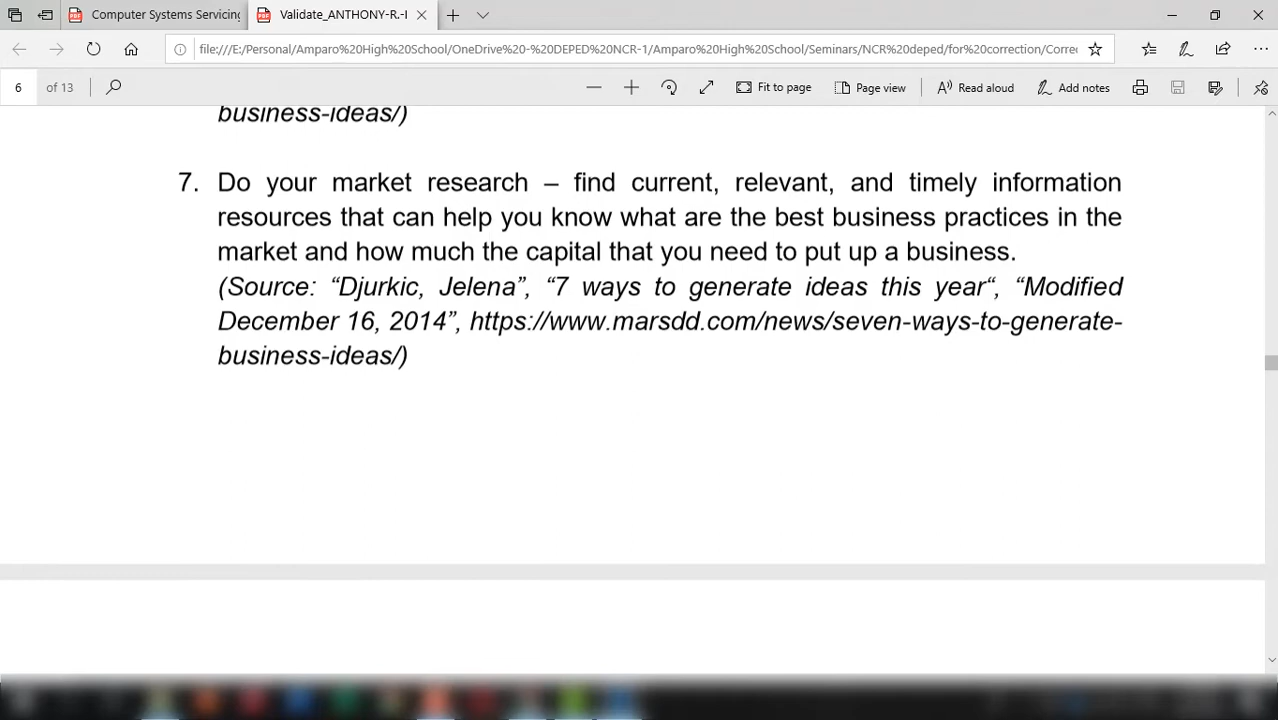 Computer Systems Servicing
Validate_ANTHONY-R.-I
file:///E:/Personal/Amparo%20High%20School/OneDrive%20-%20DEPED%20NCR-1/Amparo%20High%20School/Seminars/NCR%20deped/for%20correction/Correc
6 of 13
Fit to page
Page view
Read aloud
Add notes
business-ideas/)
7. Do your market research – find current, relevant, and timely information
resources that can help you know what are the best business practices in the
market and how much the capital that you need to put up a business.
(Source: “Djurkic, Jelena”, “7 ways to generate ideas this year“, “Modified
December 16, 2014”, https://www.marsdd.com/news/seven-ways-to-generate-
business-ideas/)